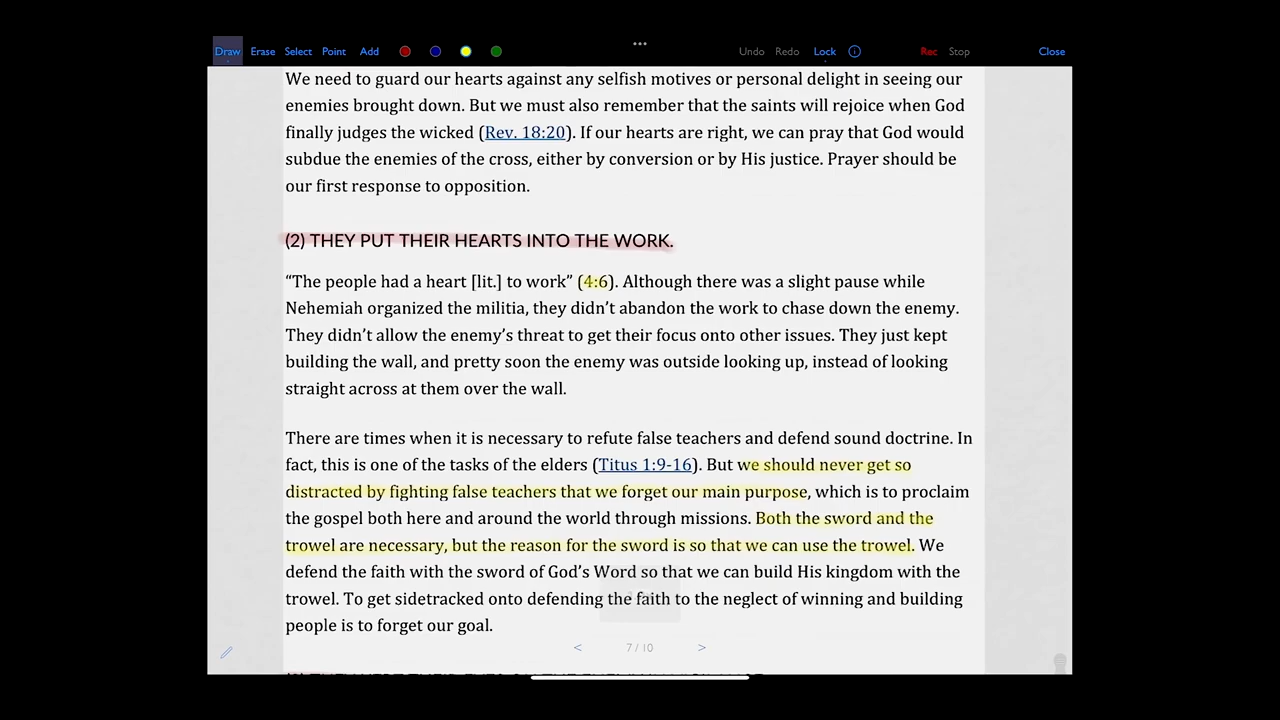 Draw Erase Select Point Add ••• Undo Redo Lock Rec Stop Close
We need to guard our hearts against any selfish motives or personal delight in seeing our
enemies brought down. But we must also remember that the saints will rejoice when God
finally judges the wicked (Rev. 18:20). If our hearts are right, we can pray that God would
subdue the enemies of the cross, either by conversion or by His justice. Prayer should be
our first response to opposition.
(2) THEY PUT THEIR HEARTS INTO THE WORK.
“The people had a heart [lit.] to work” (4:6). Although there was a slight pause while
Nehemiah organized the militia, they didn’t abandon the work to chase down the enemy.
They didn’t allow the enemy’s threat to get their focus onto other issues. They just kept
building the wall, and pretty soon the enemy was outside looking up, instead of looking
straight across at them over the wall.
There are times when it is necessary to refute false teachers and defend sound doctrine. In
fact, this is one of the tasks of the elders (Titus 1:9-16). But we should never get so
distracted by fighting false teachers that we forget our main purpose, which is to proclaim
the gospel both here and around the world through missions. Both the sword and the
trowel are necessary, but the reason for the sword is so that we can use the trowel. We
defend the faith with the sword of God’s Word so that we can build His kingdom with the
trowel. To get sidetracked onto defending the faith to the neglect of winning and building
people is to forget our goal.
< 7 / 10 >